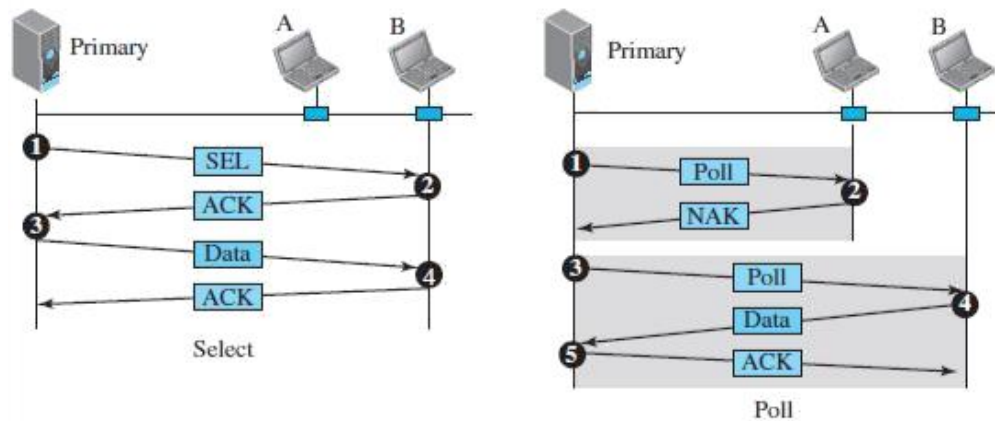 Primary
A
B
1
SEL
2
ACK
3
Data
4
ACK
Select
Primary
A
B
1
Poll
2
NAK
3
Poll
4
Data
5
ACK
Poll